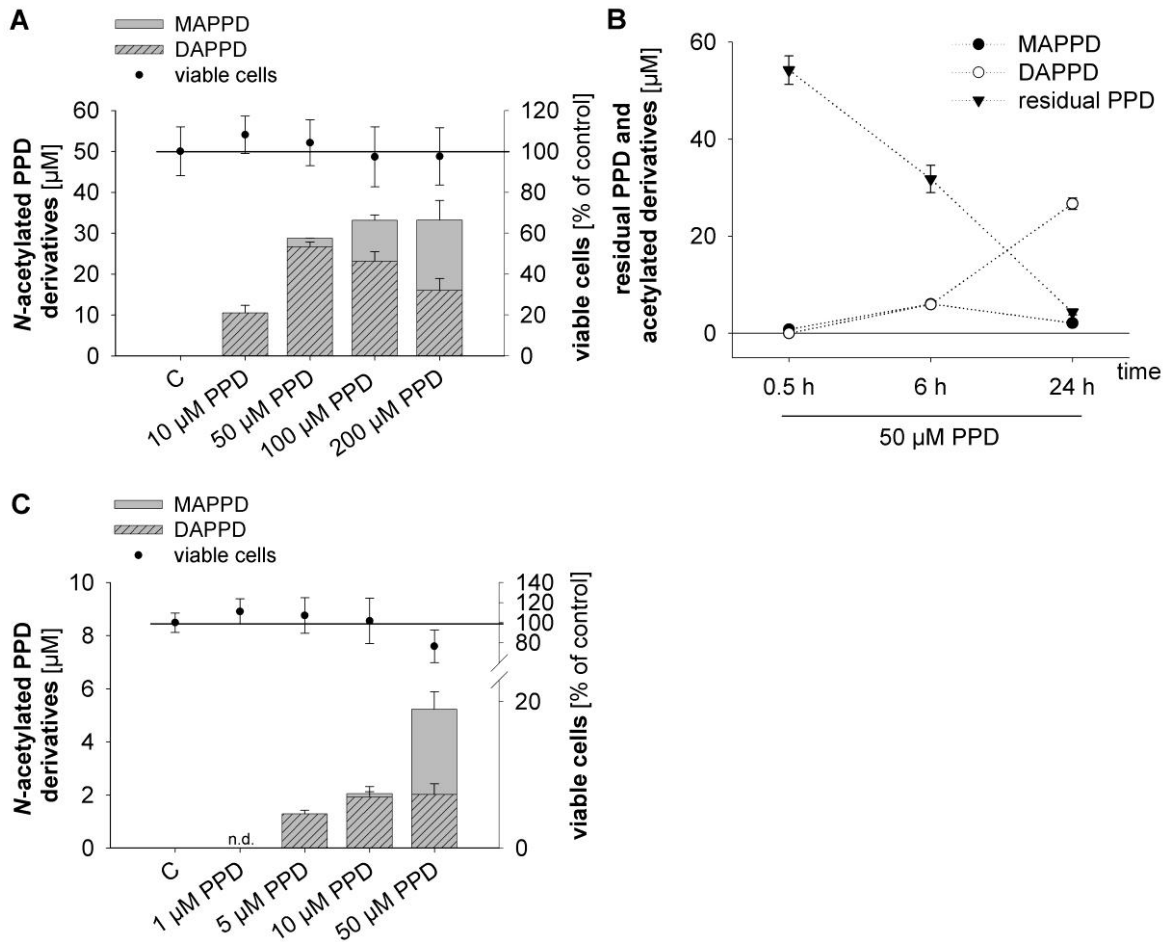 A
MAPPD
DAPPD
viable cells
N-acetylated PPD
derivatives [µM]
60
50
40
30
20
10
0
120
100
80
60
40
20
0
viable cells [% of control]
C
10 µM PPD
50 µM PPD
100 µM PPD
200 µM PPD
B
MAPPD
DAPPD
residual PPD
residual PPD and
acetylated derivatives [µM]
60
40
20
0
0.5 h
6 h
24 h
time
50 µM PPD
C
MAPPD
DAPPD
viable cells
N-acetylated PPD
derivatives [µM]
10
8
6
4
2
0
140
120
100
80
20
0
viable cells [% of control]
n.d.
C
1 µM PPD
5 µM PPD
10 µM PPD
50 µM PPD